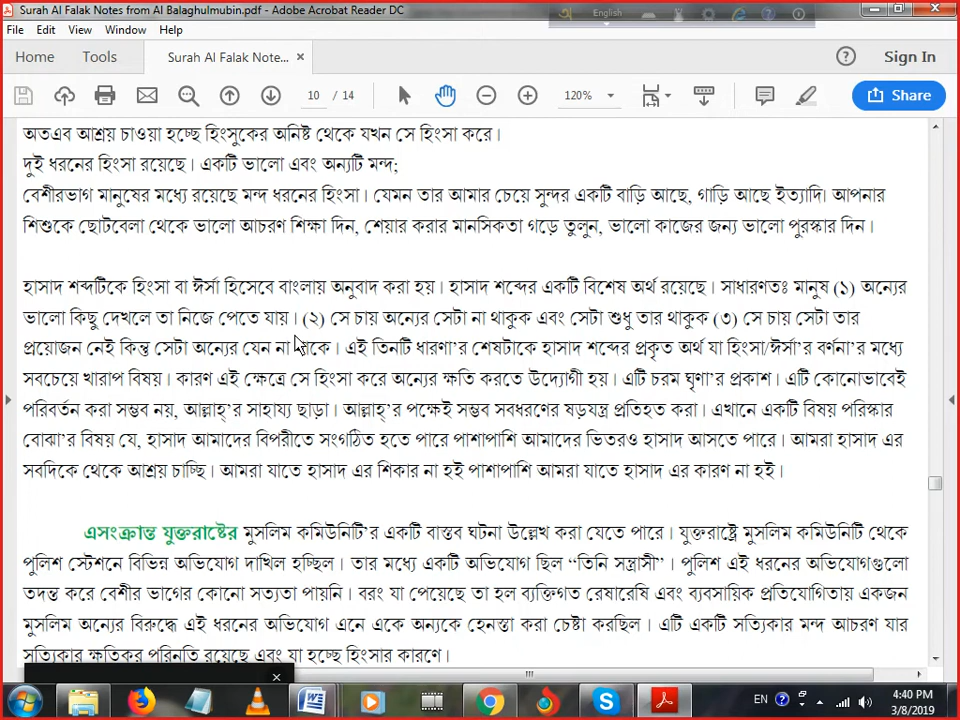 Surah Al Falak Notes from Al Balaghulmubin.pdf - Adobe Acrobat Reader DC
English
File Edit View Window Help
Home Tools Surah Al Falak Note... × Sign In
10 / 14 120% Share
অতএব আশ্রয় চাওয়া হচ্ছে হিংসুকের অনিষ্ট থেকে যখন সে হিংসা করে।
দুই ধরনের হিংসা রয়েছে। একটি ভালো এবং অন্যটি মন্দ;
বেশীরভাগ মানুষের মধ্যে রয়েছে মন্দ ধরনের হিংসা। যেমন তার আমার চেয়ে সুন্দর একটি বাড়ি আছে, গাড়ি আছে ইত্যাদি। আপনার
শিশুকে ছোটবেলা থেকে ভালো আচরণ শিক্ষা দিন, শেয়ার করার মানসিকতা গড়ে তুলুন, ভালো কাজের জন্য ভালো পুরস্কার দিন।
হাসাদ শব্দটিকে হিংসা বা ঈর্সা হিসেবে বাংলায় অনুবাদ করা হয়। হাসাদ শব্দের একটি বিশেষ অর্থ রয়েছে। সাধারণতঃ মানুষ (১) অন্যের
ভালো কিছু দেখলে তা নিজে পেতে যায়। (২) সে চায় অন্যের সেটা না থাকুক এবং সেটা শুধু তার থাকুক (৩) সে চায় সেটা তার
প্রয়োজন নেই কিন্তু সেটা অন্যের যেন না থাকে। এই তিনটি ধারণা'র শেষটাকে হাসাদ শব্দের প্রকৃত অর্থ যা হিংসা/ঈর্সা'র বর্ণনা'র মধ্যে
সবচেয়ে খারাপ বিষয়। কারণ এই ক্ষেত্রে সে হিংসা করে অন্যের ক্ষতি করতে উদ্যোগী হয়। এটি চরম ঘৃণা'র প্রকাশ। এটি কোনোভাবেই
পরিবর্তন করা সম্ভব নয়, আল্লাহ্'র সাহায্য ছাড়া। আল্লাহ্'র পক্ষেই সম্ভব সবধরণের ষড়যন্ত্র প্রতিহত করা। এখানে একটি বিষয় পরিস্কার
বোঝা'র বিষয় যে, হাসাদ আমাদের বিপরীতে সংগঠিত হতে পারে পাশাপাশি আমাদের ভিতরও হাসাদ আসতে পারে। আমরা হাসাদ এর
সবদিকে থেকে আশ্রয় চাচ্ছি। আমরা যাতে হাসাদ এর শিকার না হই পাশাপাশি আমরা যাতে হাসাদ এর কারণ না হই।
এসংক্রান্ত যুক্তরাষ্টের মুসলিম কমিউনিটি'র একটি বাস্তব ঘটনা উল্লেখ করা যেতে পারে। যুক্তরাষ্ট্রে মুসলিম কমিউনিটি থেকে
পুলিশ স্টেশনে বিভিন্ন অভিযোগ দাখিল হচ্ছিল। তার মধ্যে একটি অভিযোগ ছিল “তিনি সন্ত্রাসী”। পুলিশ এই ধরনের অভিযোগগুলো
তদন্ত করে বেশীর ভাগের কোনো সত্যতা পায়নি। বরং যা পেয়েছে তা হল ব্যক্তিগত রেষারেষি এবং ব্যবসায়িক প্রতিযোগিতায় একজন
মুসলিম অন্যের বিরুদ্ধে এই ধরনের অভিযোগ এনে একে অন্যকে হেনস্তা করা চেষ্টা করছিল। এটি একটি সত্যিকার মন্দ আচরণ যার
সত্যিকার ক্ষতিকর পরিনতি রয়েছে এবং যা হচ্ছে হিংসার কারণে।
EN 4:40 PM
3/8/2019